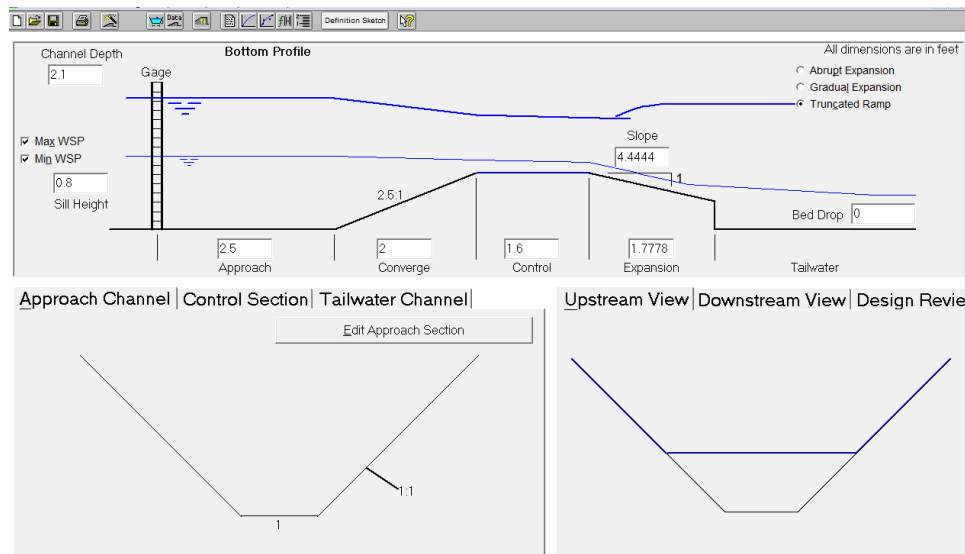 Data
Definition Sketch
Channel Depth
Bottom Profile
All dimensions are in feet
2.1
Gage
Abrupt Expansion
Gradual Expansion
Truncated Ramp
Max WSP
Min WSP
0.8
Sill Height
Slope
4.4444
1
2.5:1
Bed Drop 0
2.5
2
1.6
1.7778
Approach
Converge
Control
Expansion
Tailwater
Approach Channel
Control Section
Tailwater Channel
Edit Approach Section
1:1
1
Upstream View
Downstream View
Design Revie